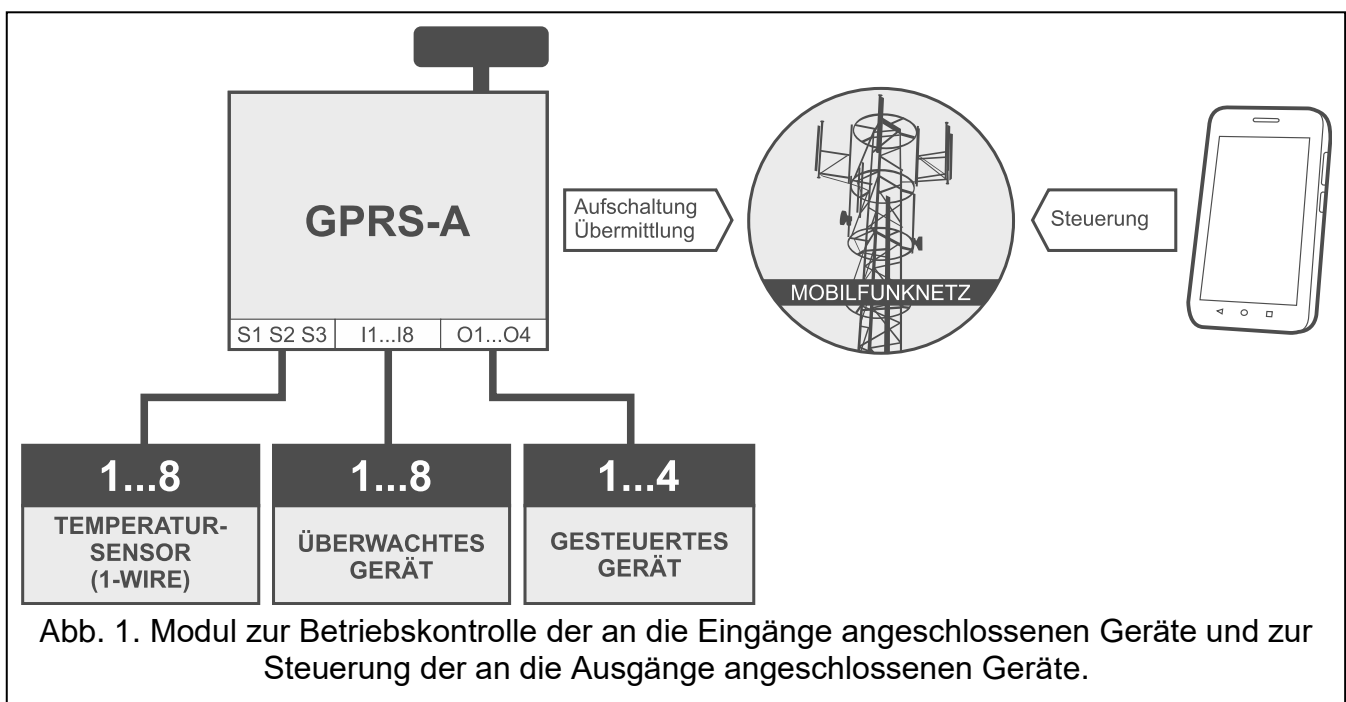 GPRS-A
S1 S2 S3
I1...I8
O1...O4
Aufschaltung
Übermittlung
MOBILFUNKNETZ
Steuerung
1...8
TEMPERATUR-
SENSOR
(1-WIRE)
1...8
ÜBERWACHTES
GERÄT
1...4
GESTEUERTES
GERÄT
Abb. 1. Modul zur Betriebskontrolle der an die Eingänge angeschlossenen Geräte und zur
Steuerung der an die Ausgänge angeschlossenen Geräte.